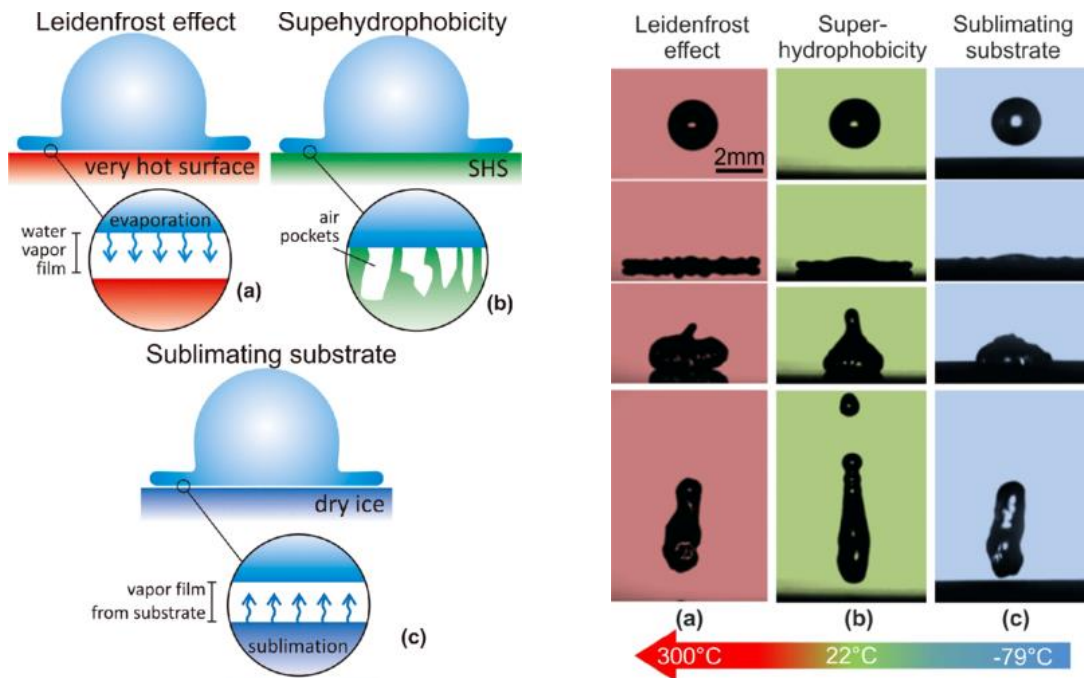 Leidenfrost effect
Supehydrophobicity
very hot surface
SHS
evaporation
water
vapor
film
(a)
air
pockets
(b)
Sublimating substrate
dry ice
vapor film
from substrate
sublimation
(c)
Leidenfrost
effect
Super-
hydrophobicity
Sublimating
substrate
2mm
(a)
(b)
(c)
300°C
22°C
-79°C